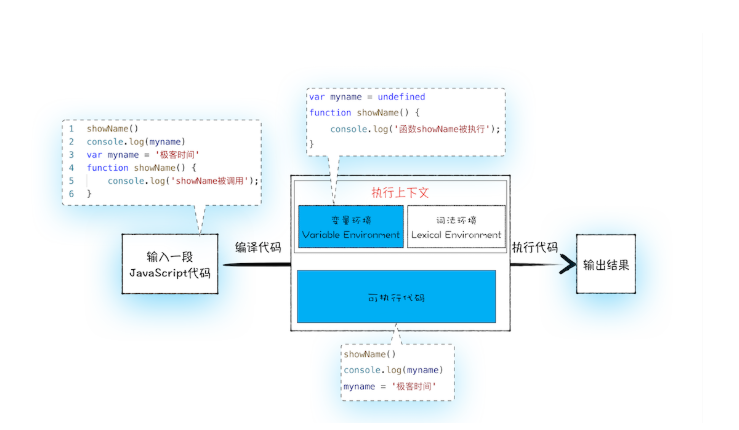 var myname = undefined
function showName() {
console.log('函数showName被执行');
}
1 showName()
2 console.log(myname)
3 var myname = '极客时间'
4 function showName() {
5 console.log('showName被调用');
6 }
执行上下文
变量环境
Variable Environment
词法环境
Lexical Environment
输入一段
JavaScript代码
编译代码
执行代码
输出结果
可执行代码
showName()
console.log(myname)
myname = '极客时间'